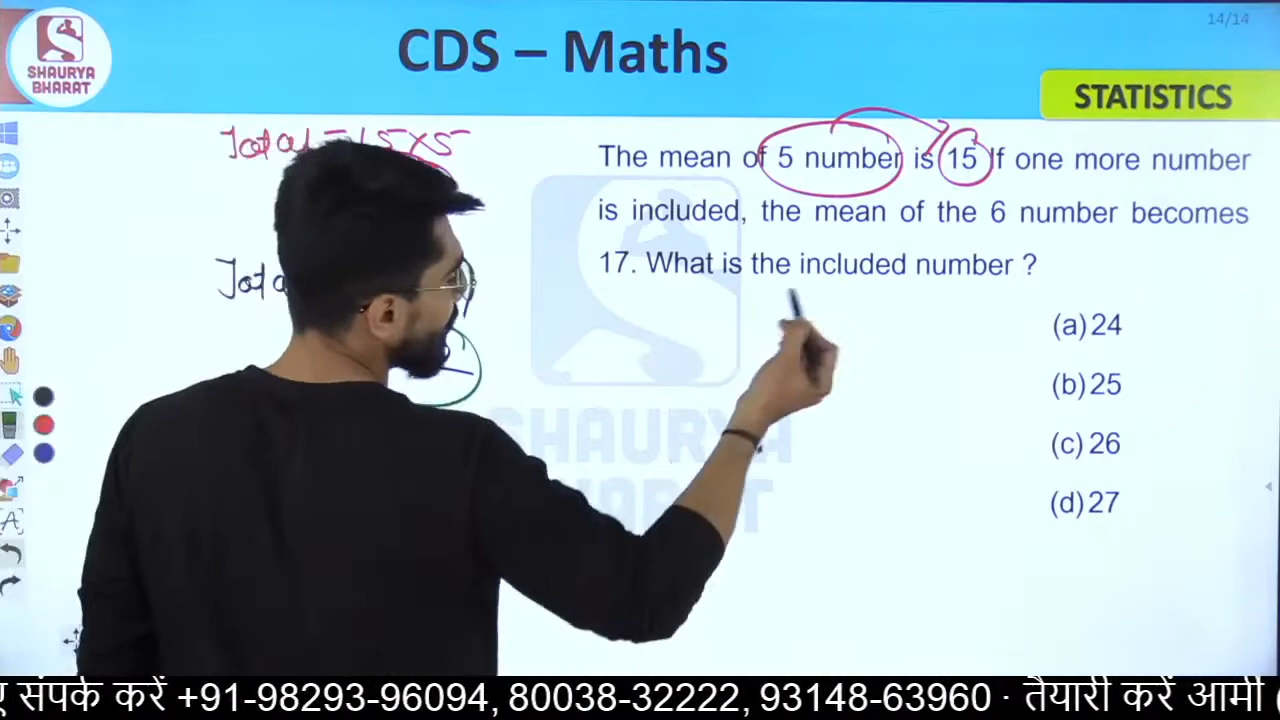 14/14
CDS – Maths
SHAURYA
BHARAT
STATISTICS
Total = 15×5
The mean of 5 number is 15 If one more number
is included, the mean of the 6 number becomes
17. What is the included number ?
(a) 24
(b) 25
(c) 26
(d) 27
SHAURYA
संपर्क करें +91-98293-96094, 80038-32222, 93148-63960 · तैयारी करें आर्मी